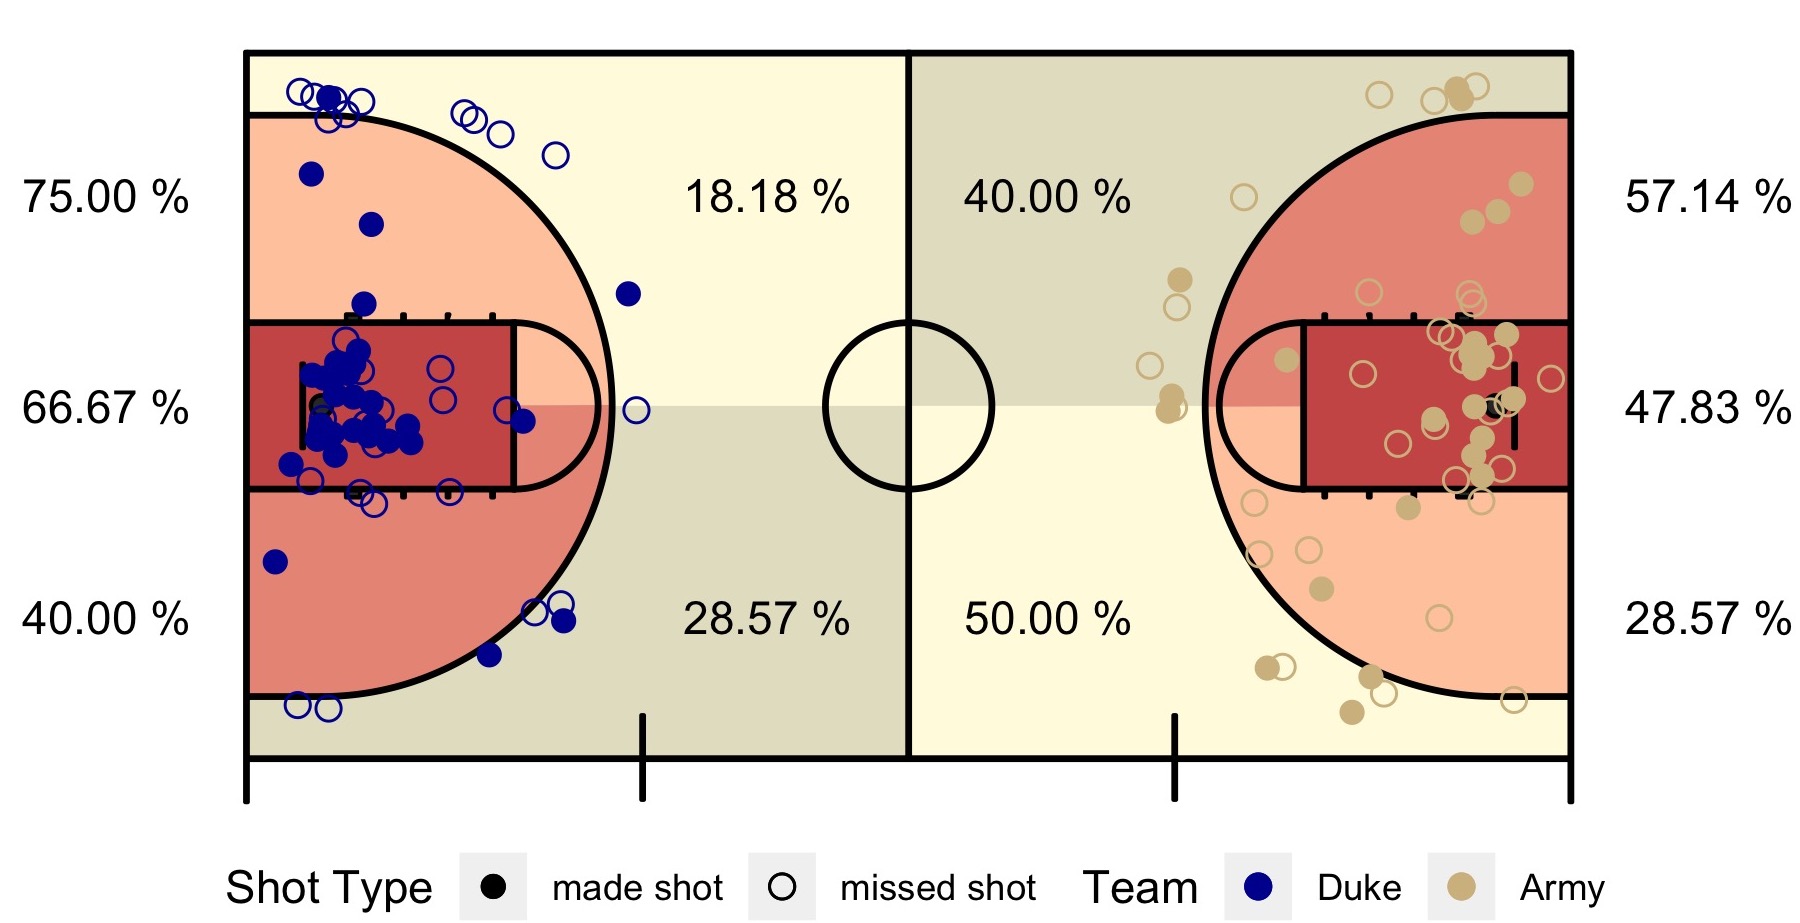 75.00 % 18.18 % 40.00 % 57.14 %
66.67 % 47.83 %
40.00 % 28.57 % 50.00 % 28.57 %
Shot Type made shot missed shot Team Duke Army